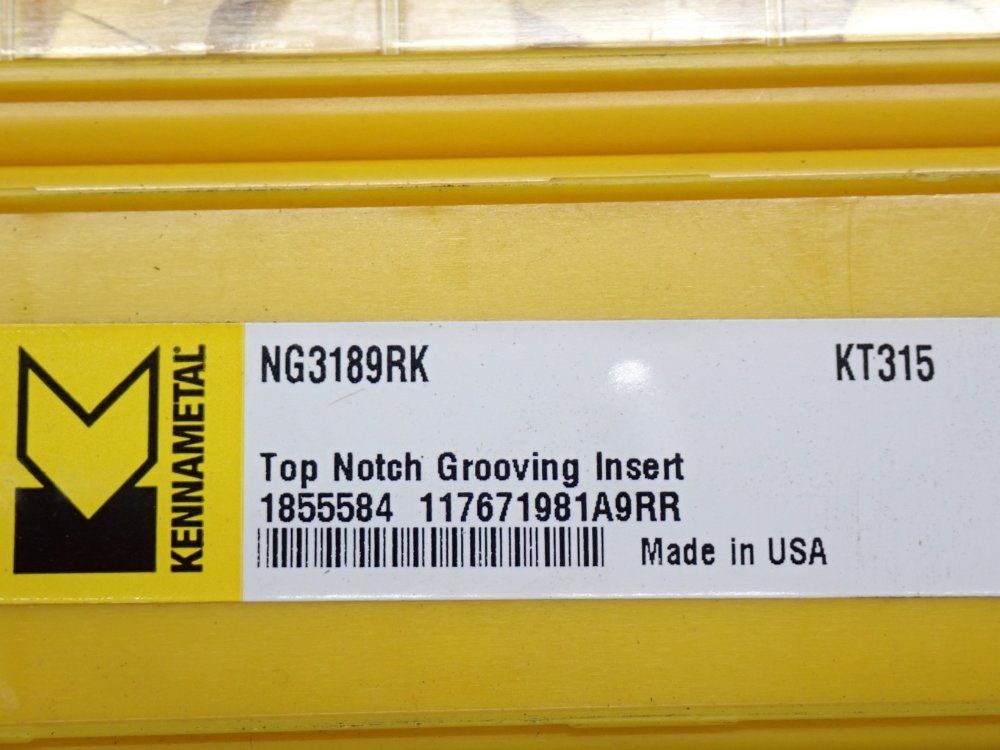 KENNAMETAL®
NG3189RK
KT315
Top Notch Grooving Insert
1855584 117671981A9RR
Made in USA